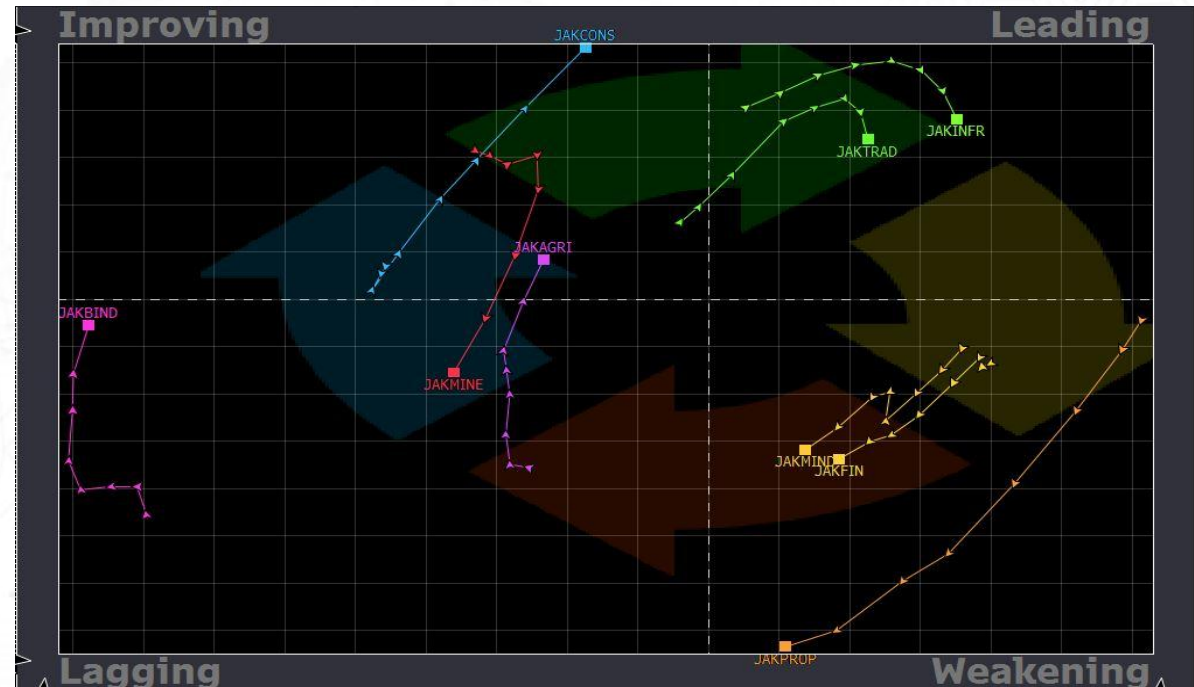 Improving
Leading
JAKCONS
JAKINFR
JAKTRAD
JAKAGRI
JAKBIND
JAKMINE
JAKMIND
JAKFIN
JAKPROP
Lagging
Weakening